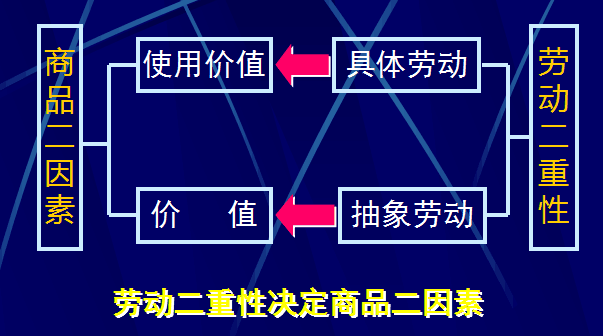 商品二因素
使用价值
具体劳动
价 值
抽象劳动
劳动二重性
劳动二重性决定商品二因素